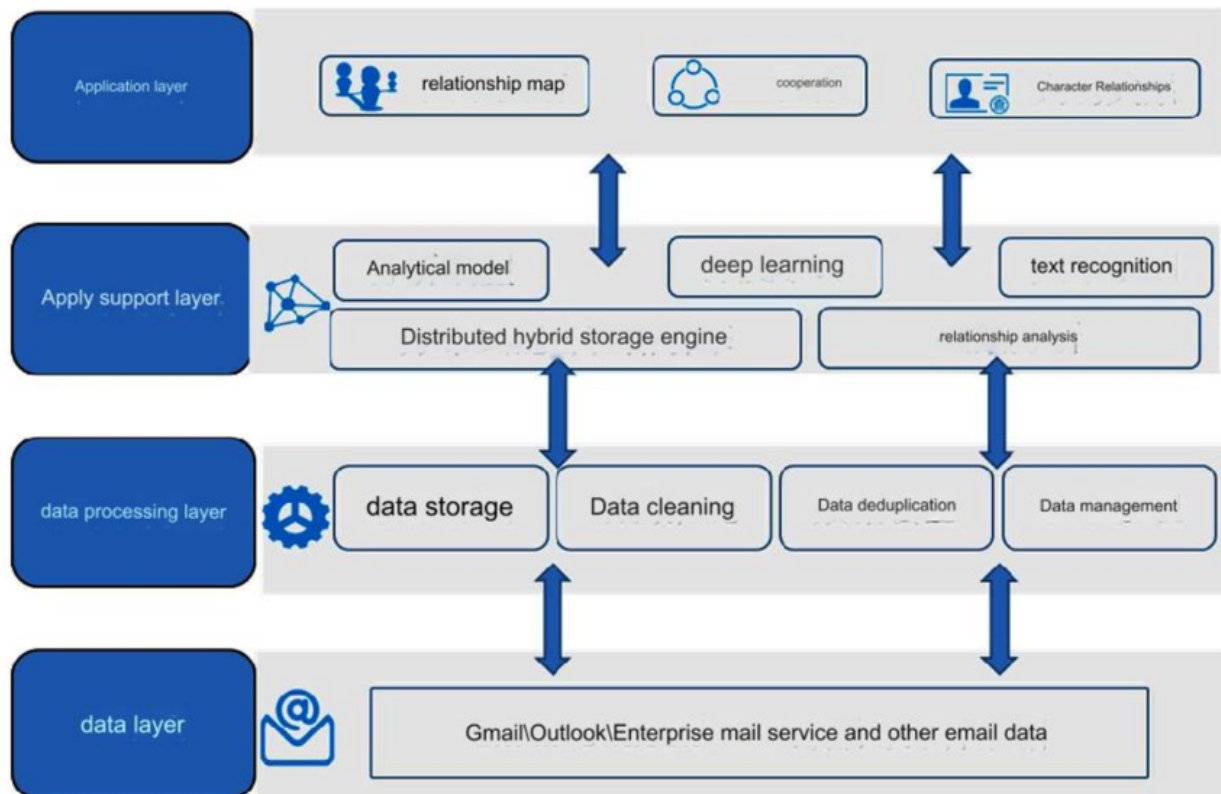 Application layer
relationship map
cooperation
Character Relationships
Apply support layer
Analytical model
deep learning
text recognition
Distributed hybrid storage engine
relationship analysis
data processing layer
data storage
Data cleaning
Data deduplication
Data management
data layer
@
Gmail\Outlook\Enterprise mail service and other email data